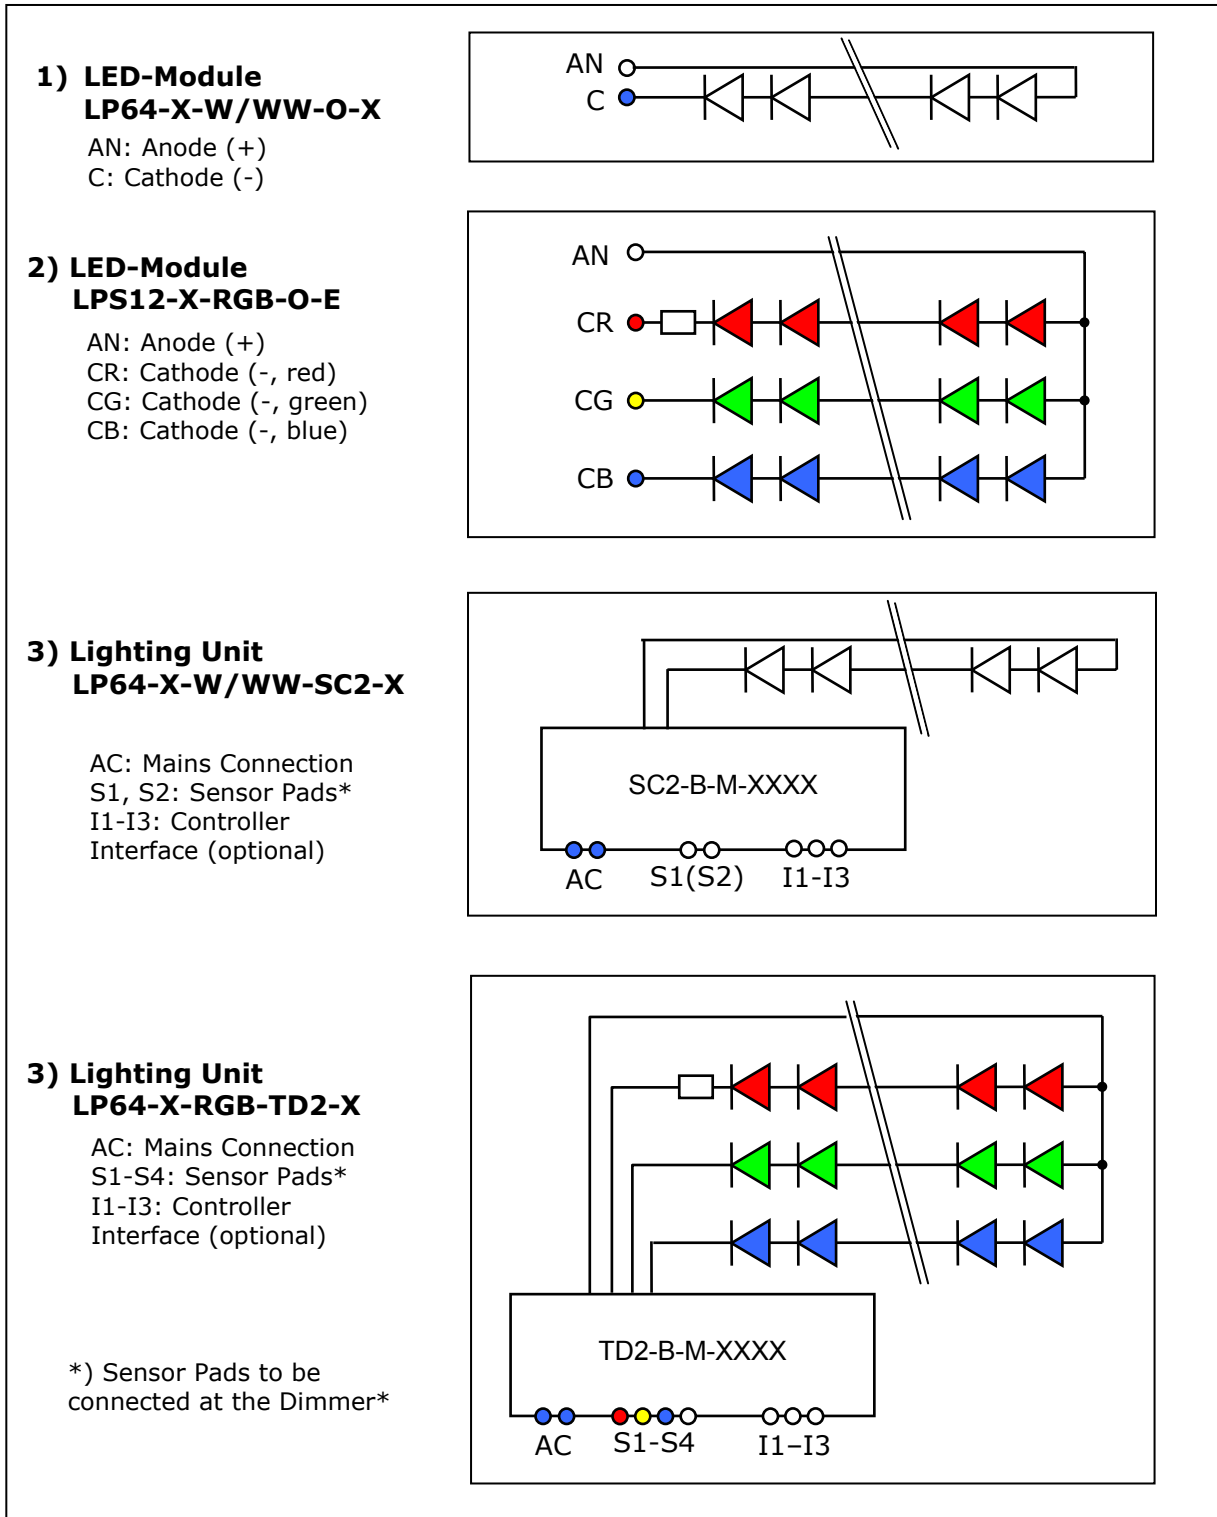 1) LED-Module
LP64-X-W/WW-O-X
AN: Anode (+)
C: Cathode (-)
AN
C
2) LED-Module
LPS12-X-RGB-O-E
AN: Anode (+)
CR: Cathode (-, red)
CG: Cathode (-, green)
CB: Cathode (-, blue)
AN
CR
CG
CB
3) Lighting Unit
LP64-X-W/WW-SC2-X
AC: Mains Connection
S1, S2: Sensor Pads*
I1-I3: Controller
Interface (optional)
SC2-B-M-XXXX
AC S1(S2) I1-I3
3) Lighting Unit
LP64-X-RGB-TD2-X
AC: Mains Connection
S1-S4: Sensor Pads*
I1-I3: Controller
Interface (optional)
*) Sensor Pads to be
connected at the Dimmer*
TD2-B-M-XXXX
AC S1-S4 I1–I3